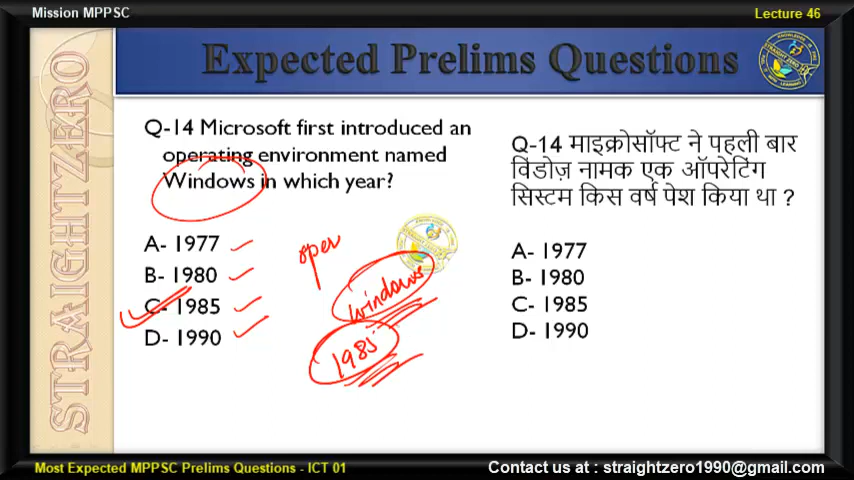 Mission MPPSC
Lecture 46
Expected Prelims Questions
STRAIGHTZERO
Q-14 Microsoft first introduced an
operating environment named
Windows in which year?
A- 1977
B- 1980
C- 1985
D- 1990
oper
windows
1985
Q-14 माइक्रोसॉफ्ट ने पहली बार
विंडोज़ नामक एक ऑपरेटिंग
सिस्टम किस वर्ष पेश किया था ?
A- 1977
B- 1980
C- 1985
D- 1990
Most Expected MPPSC Prelims Questions - ICT 01
Contact us at : straightzero1990@gmail.com